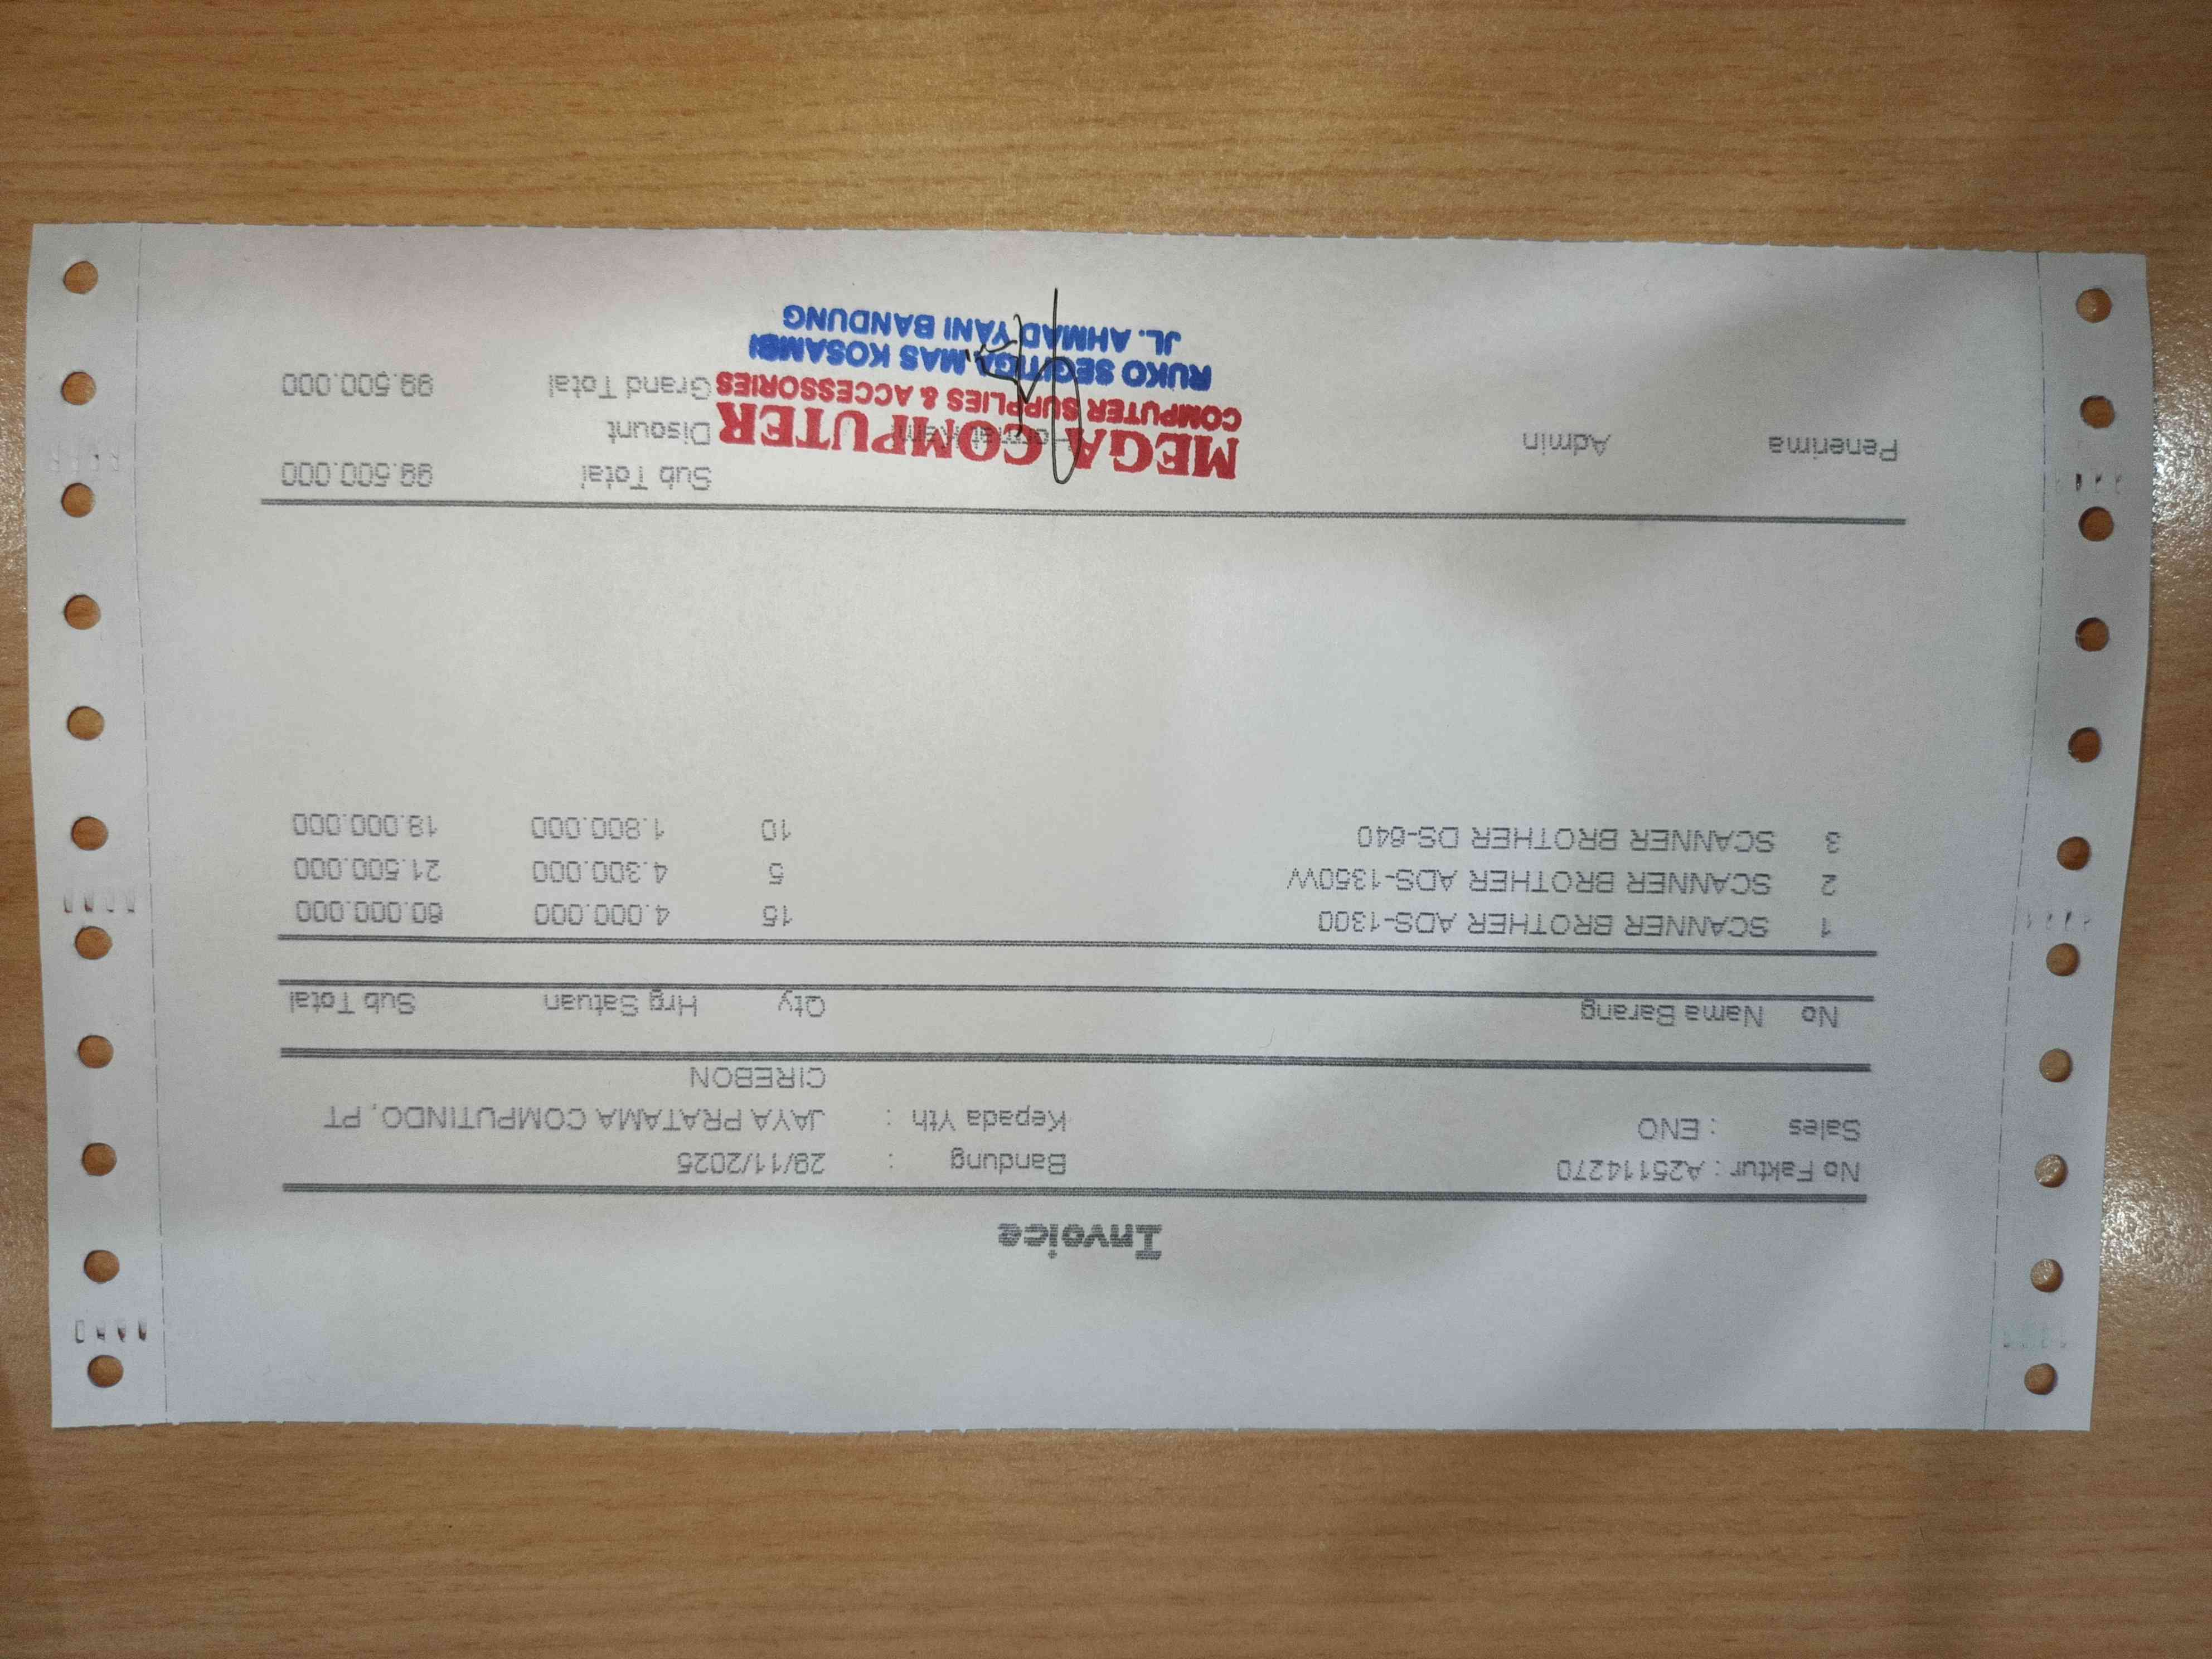 Invoice
No Faktur : A25114270 Bandung : 29/11/2025
Sales : ENO Kepada Yth : JAYA PRATAMA COMPUTINDO, PT
CIREBON
No Nama Barang Qty Hrg Satuan Sub Total
1 SCANNER BROTHER ADS-1300 15 4.000.000 60.000.000
2 SCANNER BROTHER ADS-1350W 5 4.300.000 21.500.000
3 SCANNER BROTHER DS-640 10 1.800.000 18.000.000
Sub Total 99.500.000
Penerima Admin Hormat Kami Disount
Grand Total 99.500.000
MEGA COMPUTER
COMPUTER SUPPLIES & ACCESSORIES
RUKO SEGITIGA MAS KOSAMBI
JL. AHMAD YANI BANDUNG